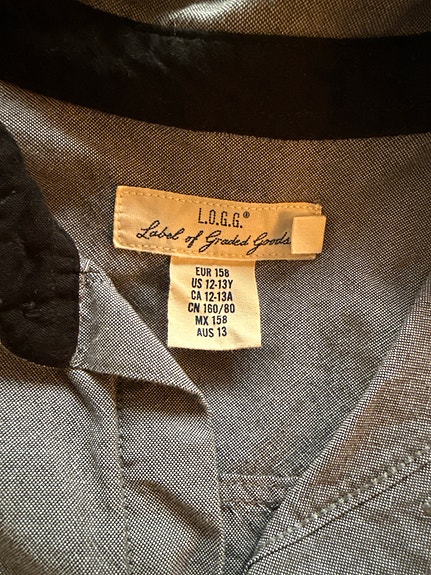 L.O.G.G.®
Label of Graded Goods
EUR 158
US 12-13Y
CA 12-13A
CN 160/80
MX 158
AUS 13